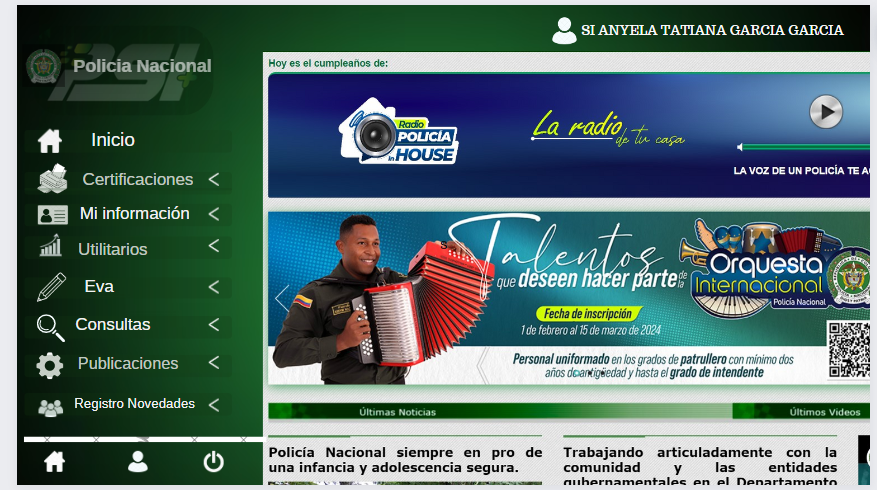 SI ANYELA TATIANA GARCIA GARCIA
PSI
Policia Nacional
Inicio
Certificaciones
Mi información
Utilitarios
Eva
Consultas
Publicaciones
Registro Novedades
Hoy es el cumpleaños de:
Radio
POLICÍA
in HOUSE
La radio
de tu casa
LA VOZ DE UN POLICÍA TE A
Talentos
que deseen hacer parte de la
Orquesta
Internacional
Policía Nacional
Fecha de inscripción
1 de febrero al 15 de marzo de 2024
Personal uniformado en los grados de patrullero con mínimo dos
años de antigüedad y hasta el grado de intendente
Últimas Noticias
Últimos Videos
Policía Nacional siempre en pro de
una infancia y adolescencia segura.
Trabajando articuladamente con la
comunidad y las entidades
gubernamentales en el Departamento